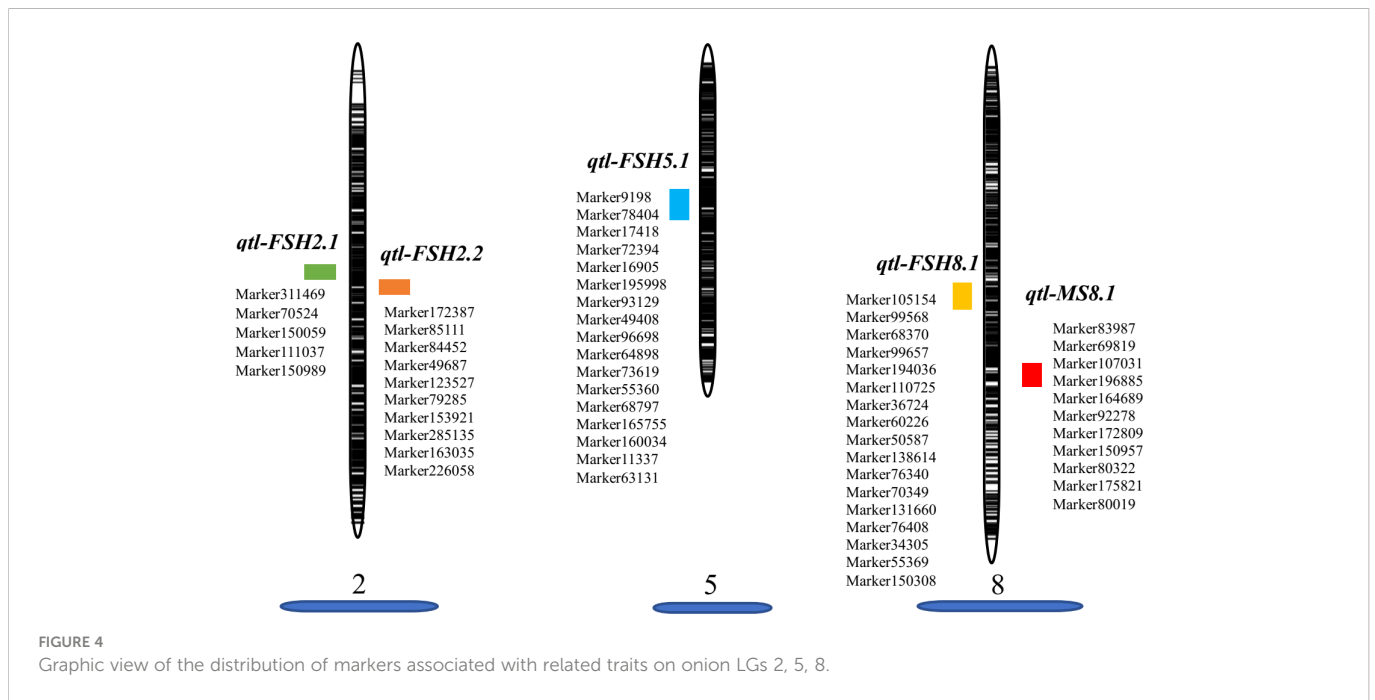 qtl-FSH2.1
Marker311469
Marker70524
Marker150059
Marker111037
Marker150989
qtl-FSH2.2
Marker172387
Marker85111
Marker84452
Marker49687
Marker123527
Marker79285
Marker153921
Marker285135
Marker163035
Marker226058
2
qtl-FSH5.1
Marker9198
Marker78404
Marker17418
Marker72394
Marker16905
Marker195998
Marker93129
Marker49408
Marker96698
Marker64898
Marker73619
Marker55360
Marker68797
Marker165755
Marker160034
Marker11337
Marker63131
5
qtl-FSH8.1
Marker105154
Marker99568
Marker68370
Marker99657
Marker194036
Marker110725
Marker36724
Marker60226
Marker50587
Marker138614
Marker76340
Marker70349
Marker131660
Marker76408
Marker34305
Marker55369
Marker150308
qtl-MS8.1
Marker83987
Marker69819
Marker107031
Marker196885
Marker164689
Marker92278
Marker172809
Marker150957
Marker80322
Marker175821
Marker80019
8
FIGURE 4
Graphic view of the distribution of markers associated with related traits on onion LGs 2, 5, 8.